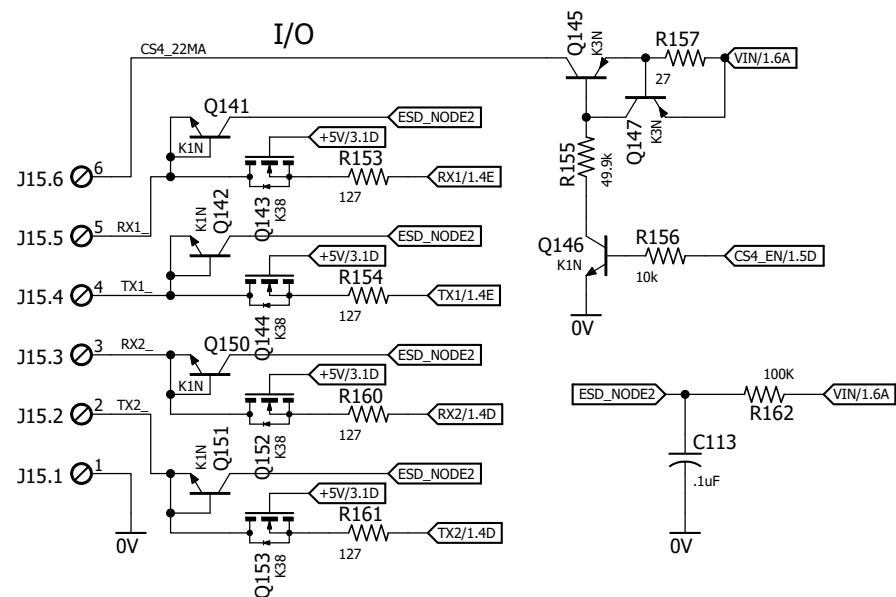 I/O
CS4_22MA
Q145
K3N
R157
27
VIN/1.6A
Q147
K3N
R155
49.9k
Q146
K1N
R156
10k
CS4_EN/1.5D
0V
J15.6
6
Q141
K1N
ESD_NODE2
+5V/3.1D
Q143
K38
R153
127
RX1/1.4E
J15.5
5
RX1_
Q142
K1N
ESD_NODE2
+5V/3.1D
J15.4
4
TX1_
Q144
K38
R154
127
TX1/1.4E
J15.3
3
RX2_
Q150
K1N
ESD_NODE2
+5V/3.1D
Q152
K38
R160
127
RX2/1.4D
J15.2
2
TX2_
Q151
K1N
ESD_NODE2
+5V/3.1D
Q153
K38
R161
127
TX2/1.4D
J15.1
1
0V
ESD_NODE2
100K
R162
VIN/1.6A
C113
.1uF
0V